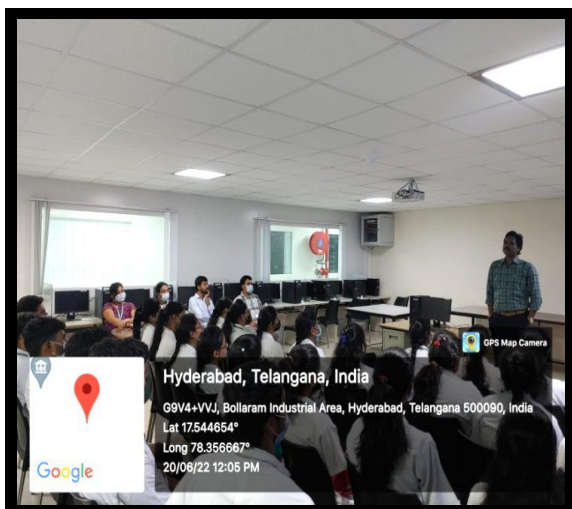 GPS Map Camera
Hyderabad, Telangana, India
G9V4+VVJ, Bollaram Industrial Area, Hyderabad, Telangana 500090, India
Lat 17.544654°
Long 78.356667°
20/06/22 12:05 PM
Google